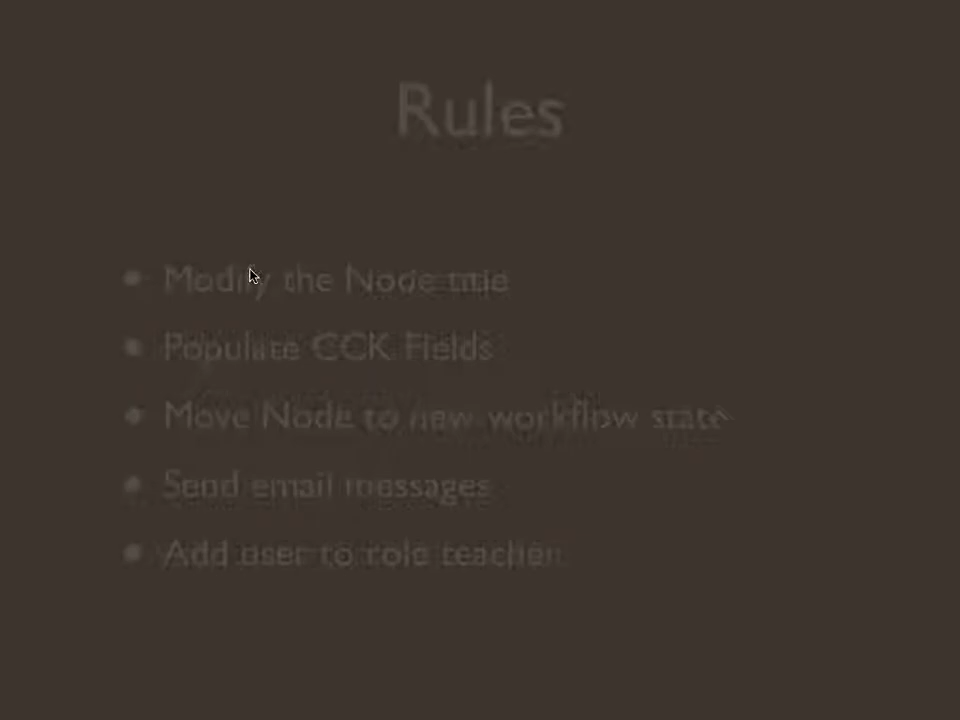 Rules
Modify the Node title
Populate CCK Fields
Move Node to new workflow state
Send email messages
Add user to role teacher